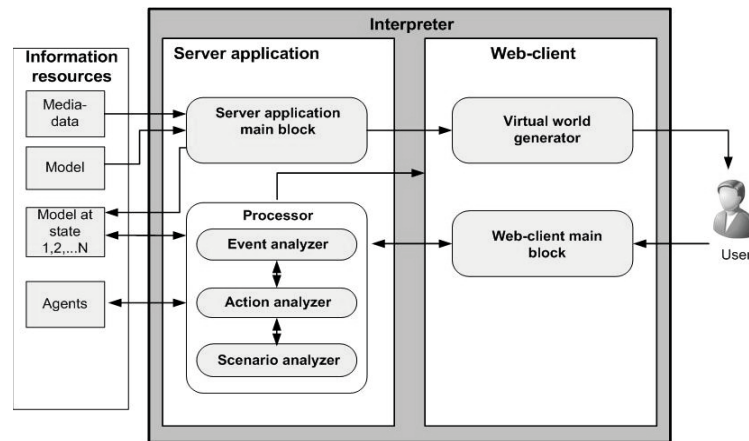 Interpreter
Information
resources
Media-
data
Model
Model at
state
1,2,...N
Agents
Server application
Server application
main block
Processor
Event analyzer
Action analyzer
Scenario analyzer
Web-client
Virtual world
generator
Web-client main
block
User